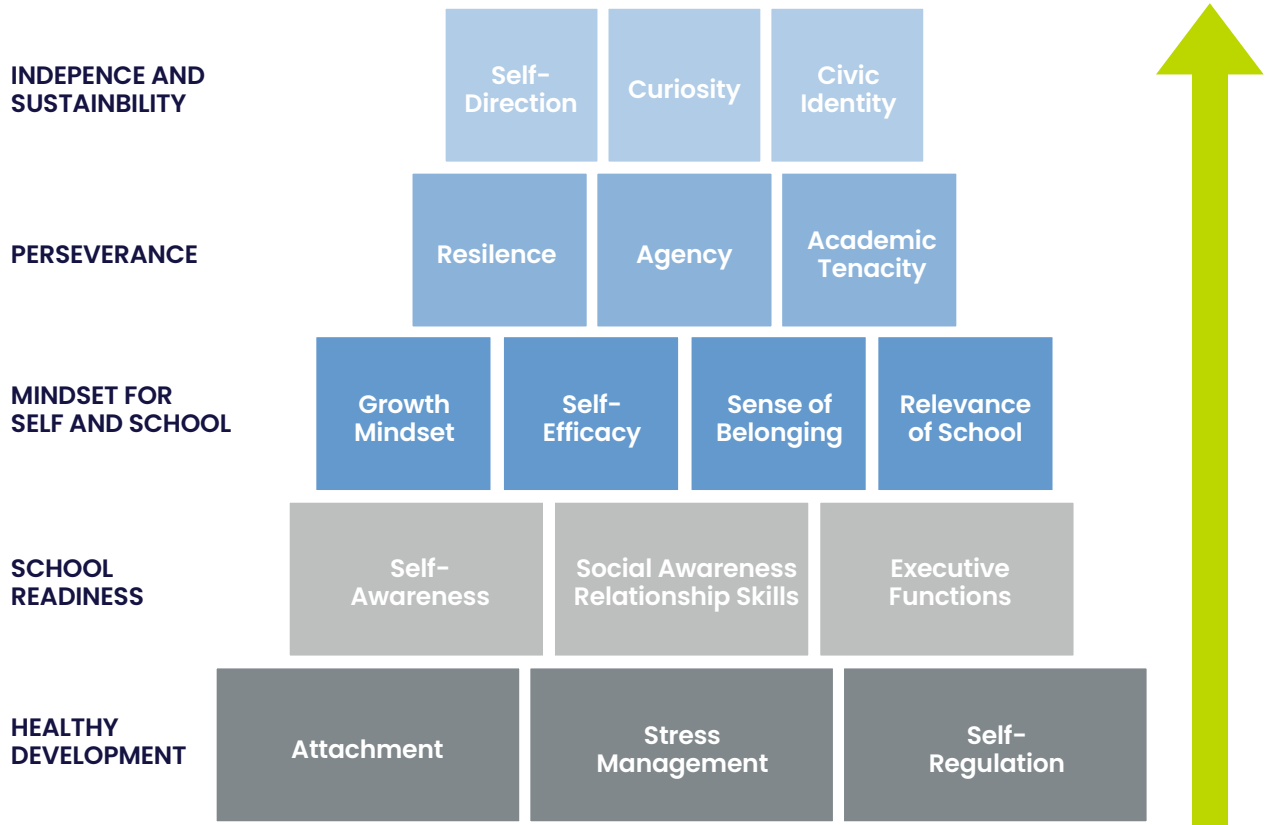 INDEPENCE AND
SUSTAINBILITY
Self-
Direction
Curiosity
Civic
Identity
PERSEVERANCE
Resilence
Agency
Academic
Tenacity
MINDSET FOR
SELF AND SCHOOL
Growth
Mindset
Self-
Efficacy
Sense of
Belonging
Relevance
of School
SCHOOL
READINESS
Self-
Awareness
Social Awareness
Relationship Skills
Executive
Functions
HEALTHY
DEVELOPMENT
Attachment
Stress
Management
Self-
Regulation